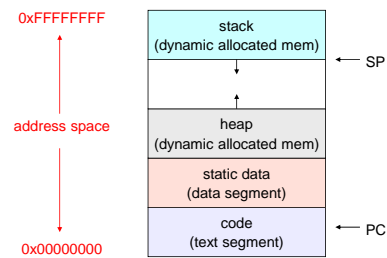 0xFFFFFFFF
stack
(dynamic allocated mem)
SP
address space
heap
(dynamic allocated mem)
static data
(data segment)
code
(text segment)
PC
0x00000000